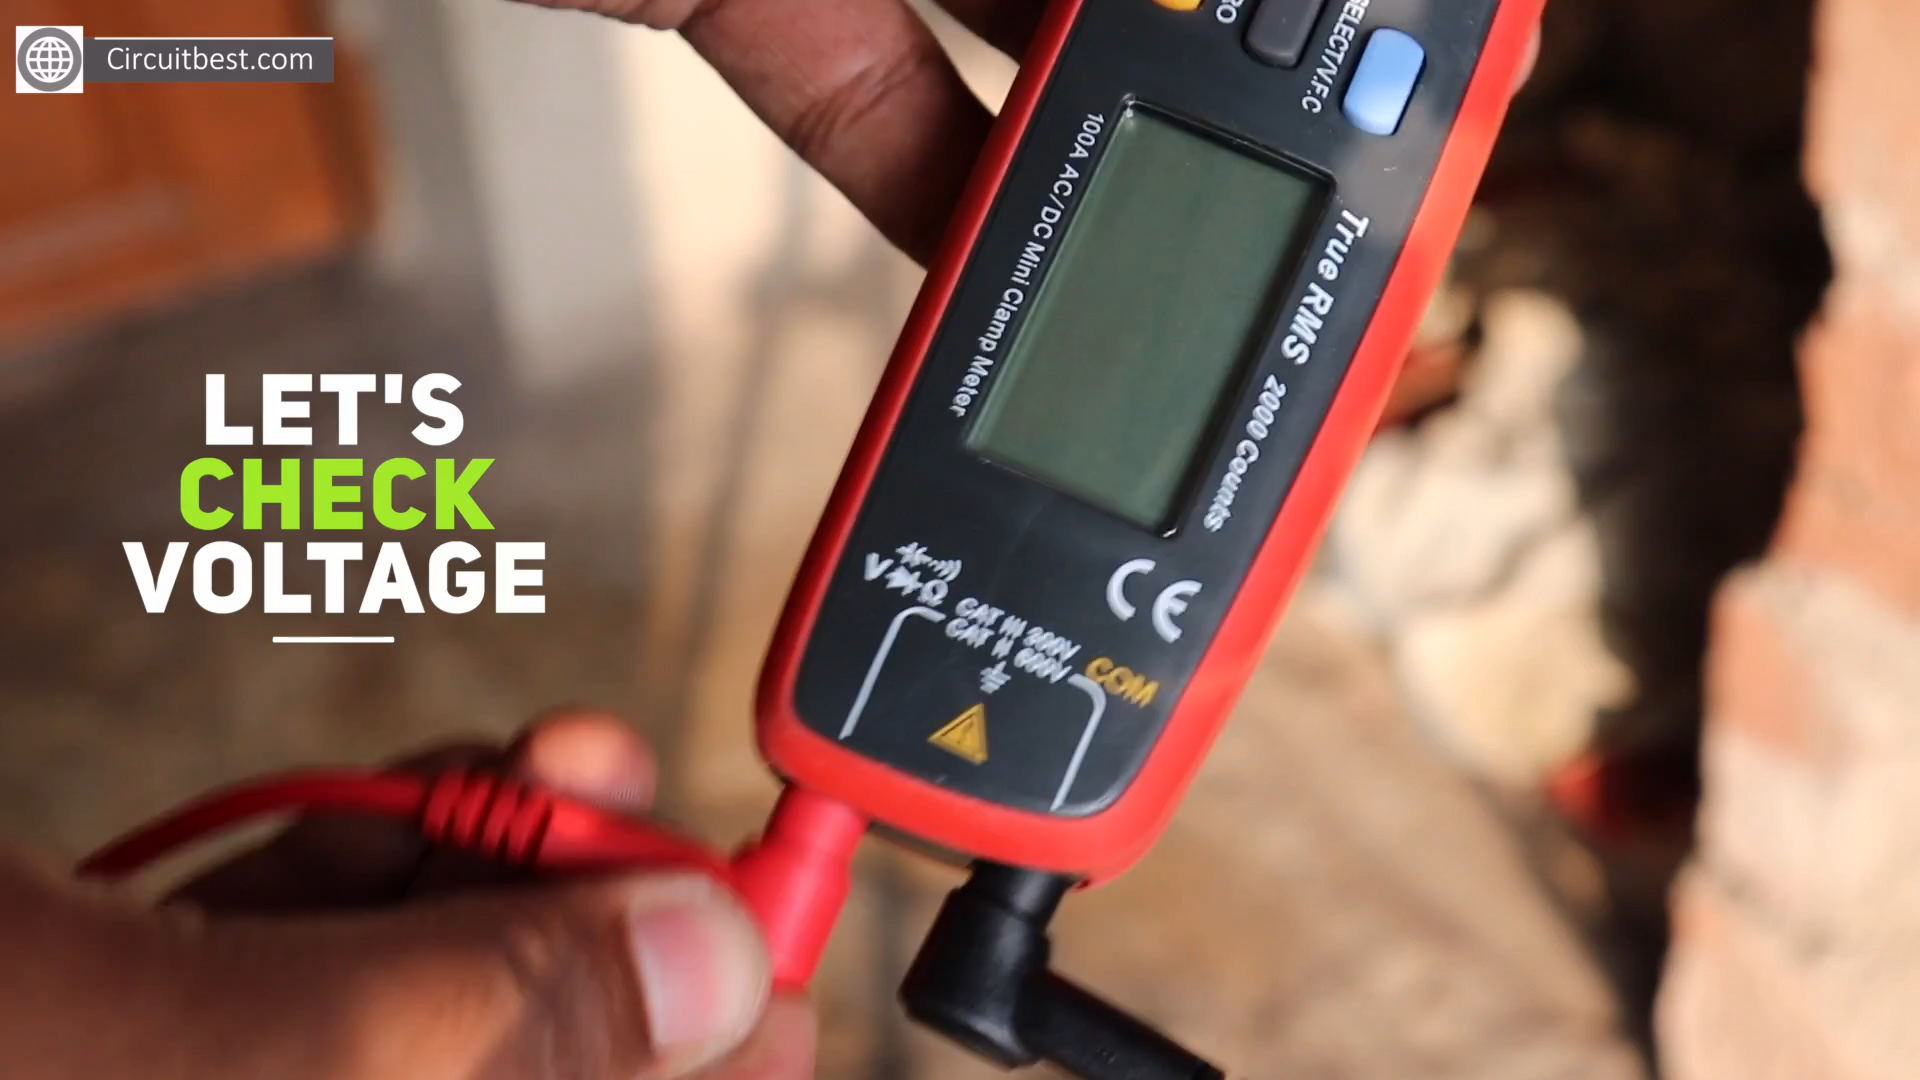 Circuitbest.com
RO
SELECT/V.F.C
100A AC/DC Mini Clamp Meter
True RMS 2000 Counts
LET'S
CHECK
VOLTAGE
CE
V Ω
CAT III 300V
CAT II 600V
COM